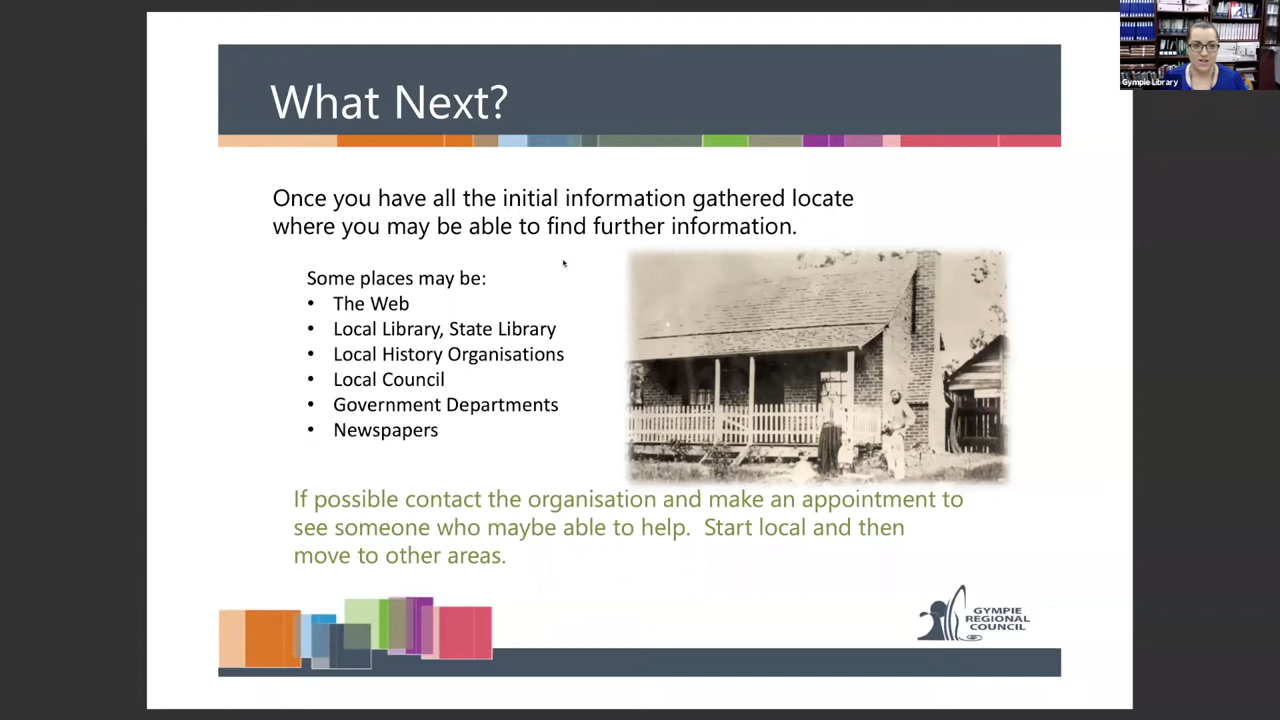 What Next?
Gympie Library
Once you have all the initial information gathered locate
where you may be able to find further information.
Some places may be:
• The Web
• Local Library, State Library
• Local History Organisations
• Local Council
• Government Departments
• Newspapers
If possible contact the organisation and make an appointment to
see someone who maybe able to help.  Start local and then
move to other areas.
GYMPIE
REGIONAL
COUNCIL